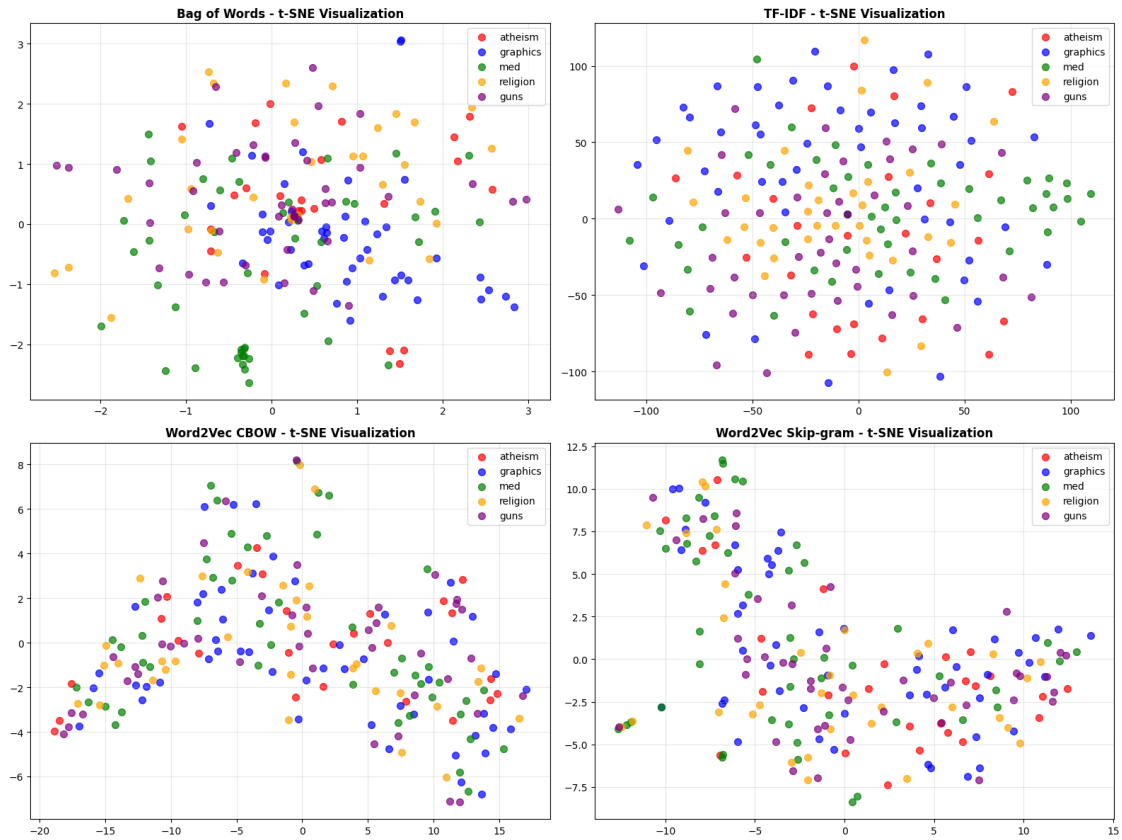 Bag of Words - t-SNE Visualization
atheism
graphics
med
religion
guns
3
2
1
0
−1
−2
−2
−1
0
1
2
3
TF-IDF - t-SNE Visualization
atheism
graphics
med
religion
guns
100
50
0
−50
−100
−100
−50
0
50
100
Word2Vec CBOW - t-SNE Visualization
atheism
graphics
med
religion
guns
8
6
4
2
0
−2
−4
−6
−20
−15
−10
−5
0
5
10
15
Word2Vec Skip-gram - t-SNE Visualization
atheism
graphics
med
religion
guns
12.5
10.0
7.5
5.0
2.5
0.0
−2.5
−5.0
−7.5
−10
−5
0
5
10
15